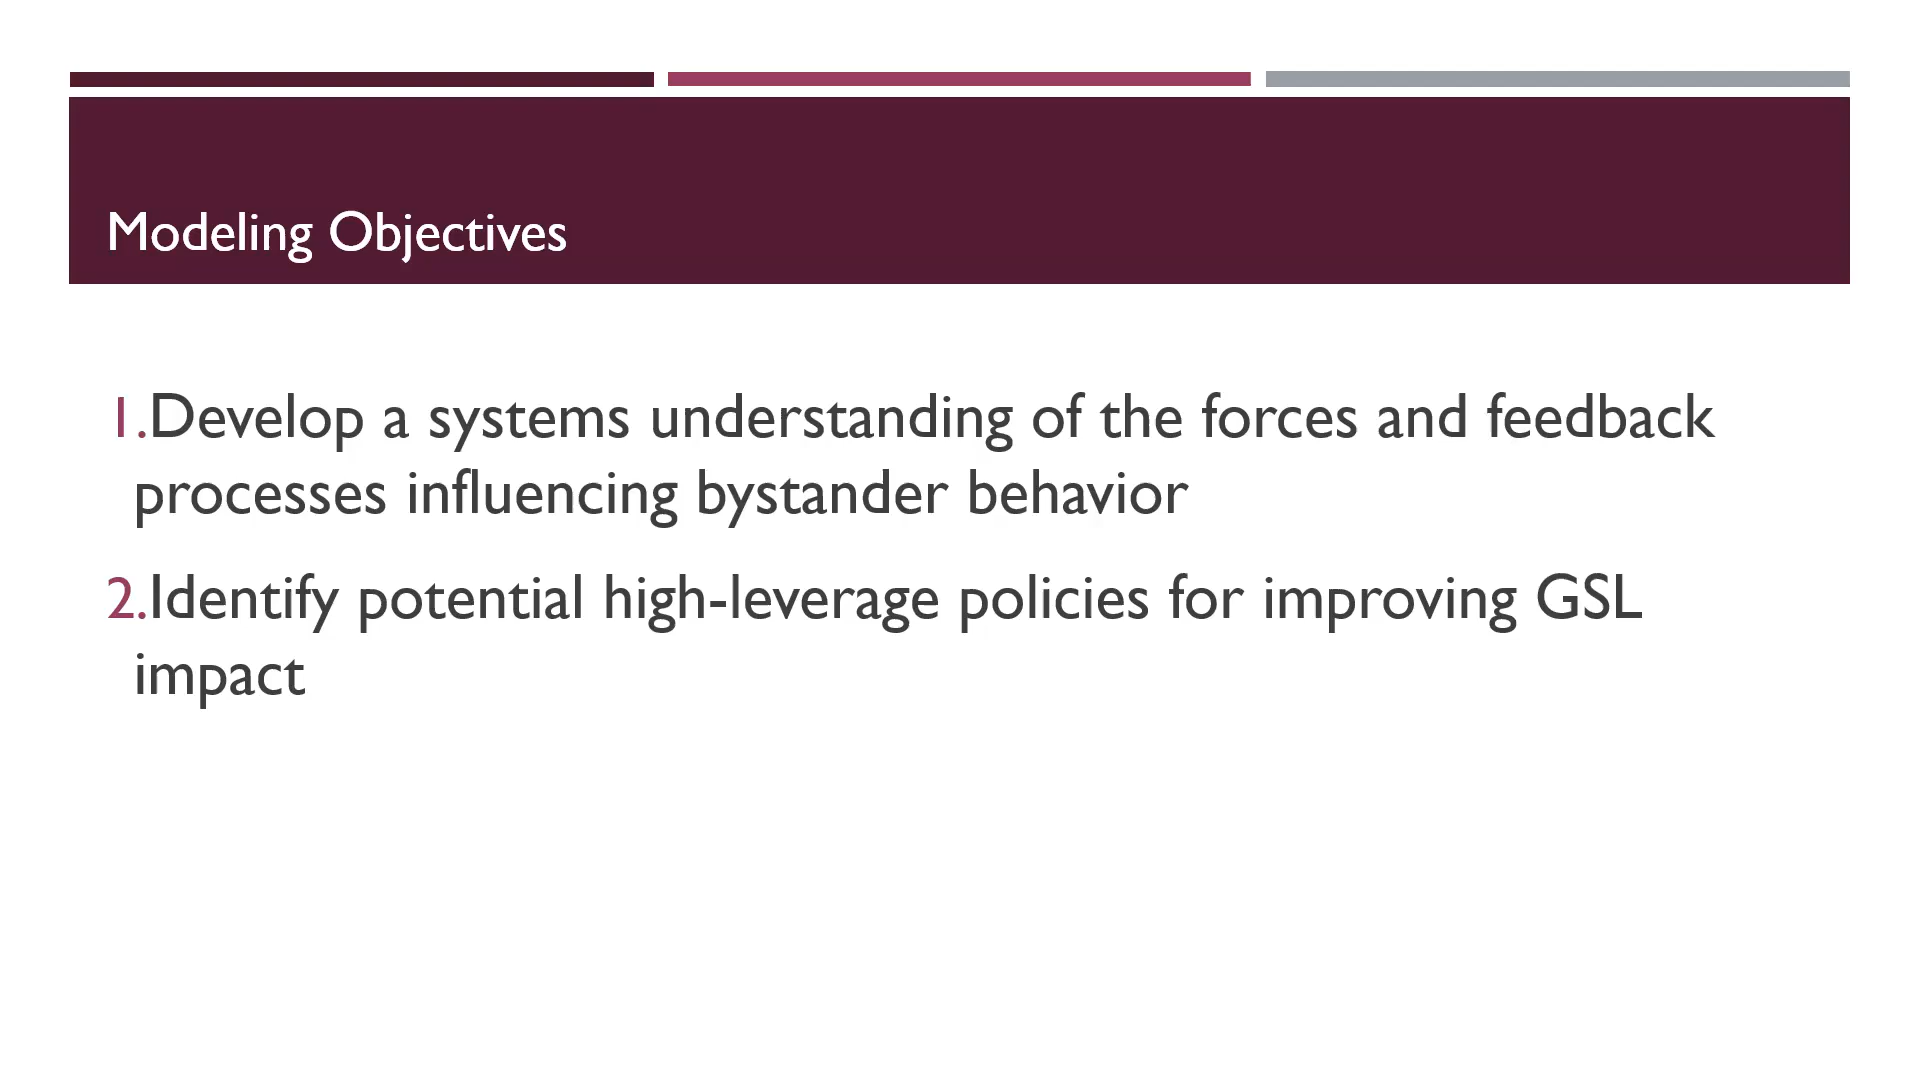 Modeling Objectives
1.Develop a systems understanding of the forces and feedback
processes influencing bystander behavior
2.Identify potential high-leverage policies for improving GSL
impact